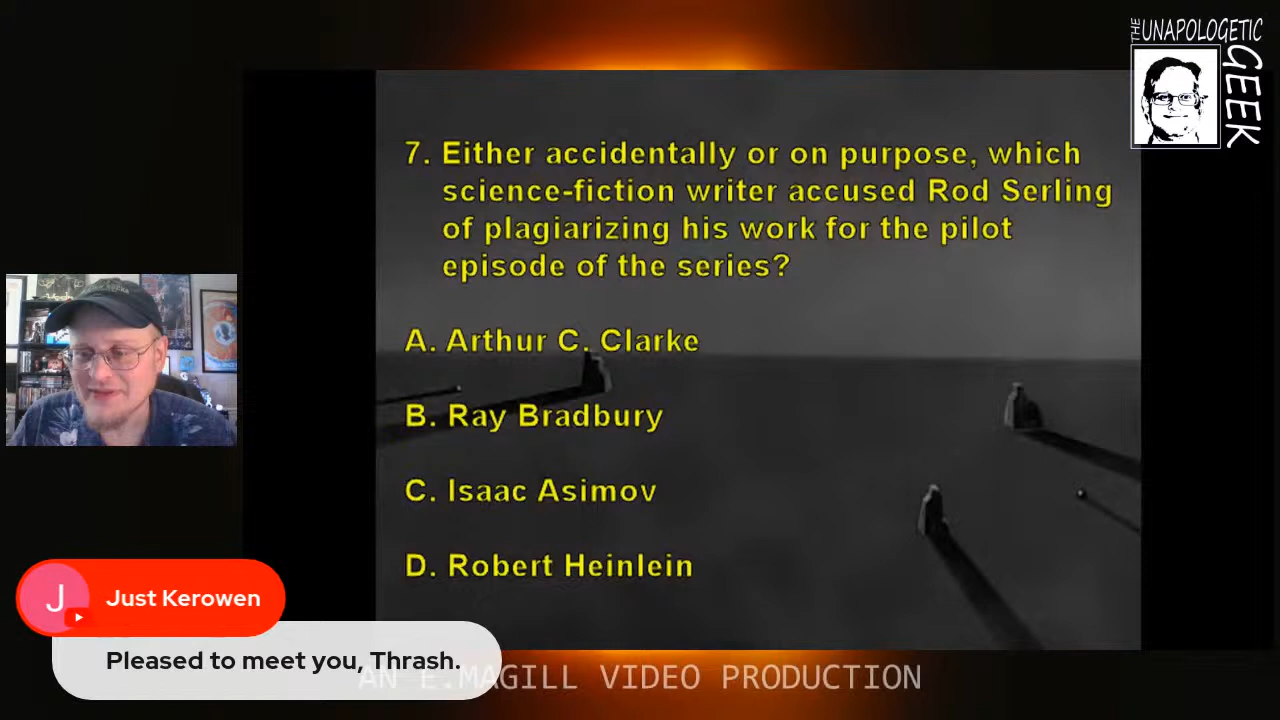 THE UNAPOLOGETIC
GEEK
7. Either accidentally or on purpose, which
science-fiction writer accused Rod Serling
of plagiarizing his work for the pilot
episode of the series?
A. Arthur C. Clarke
B. Ray Bradbury
C. Isaac Asimov
D. Robert Heinlein
J Just Kerowen
Pleased to meet you, Thrash.
AN E.MAGILL VIDEO PRODUCTION